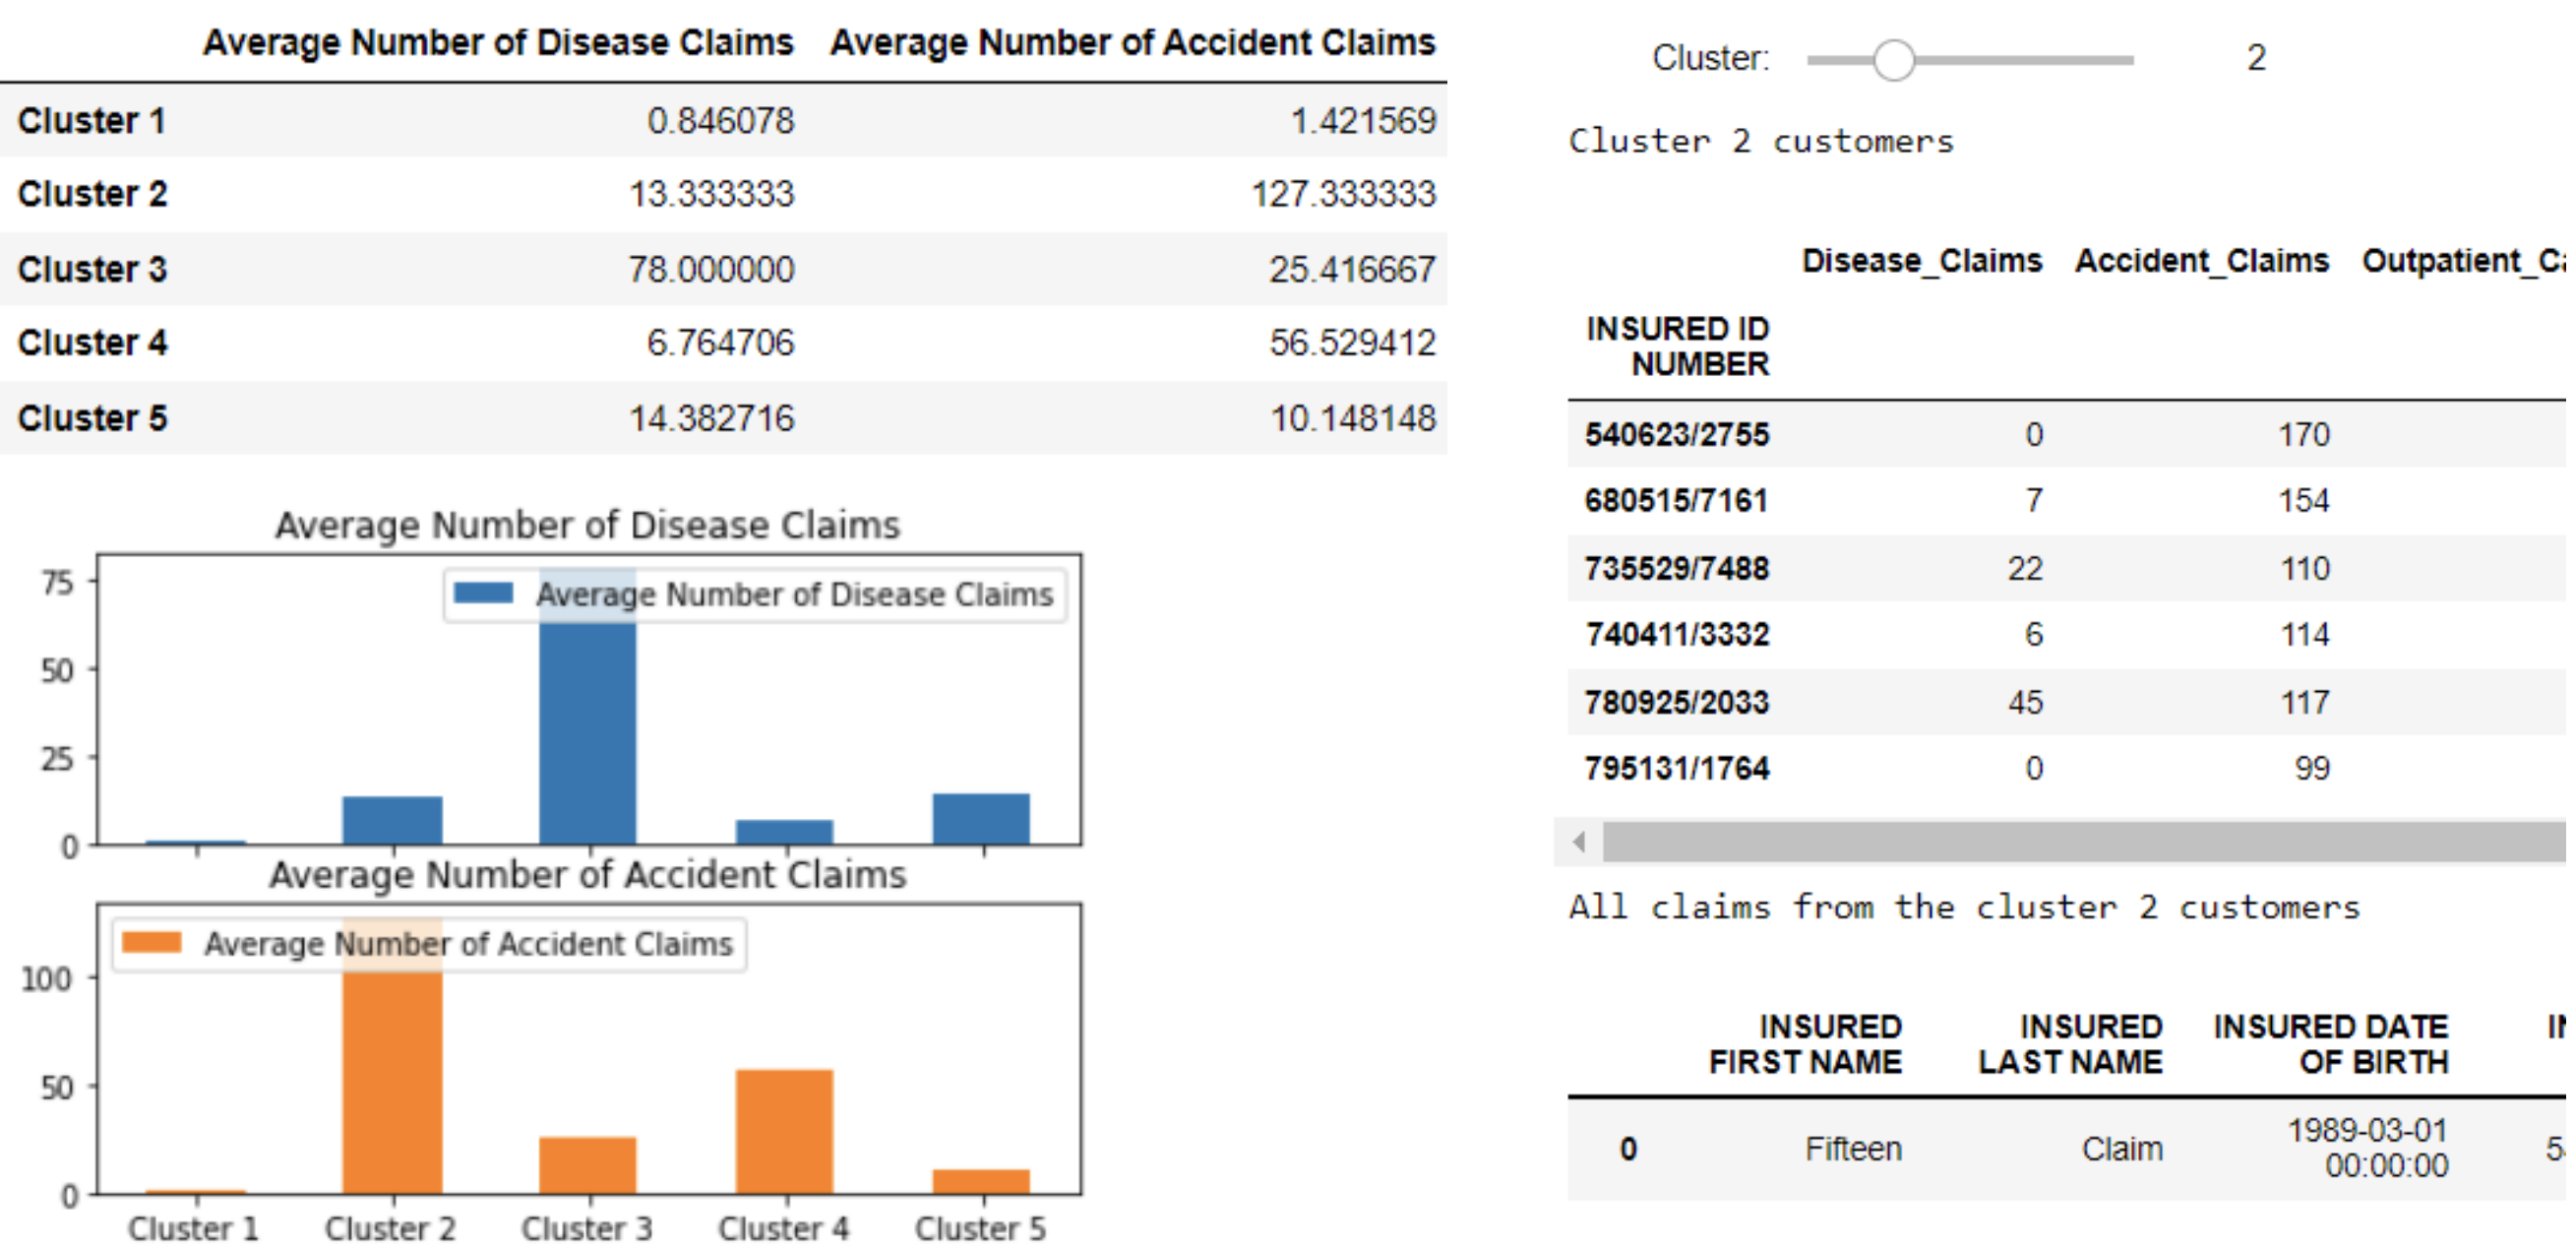 Average Number of Disease Claims Average Number of Accident Claims
Cluster 1 0.846078 1.421569
Cluster 2 13.333333 127.333333
Cluster 3 78.000000 25.416667
Cluster 4 6.764706 56.529412
Cluster 5 14.382716 10.148148
Average Number of Disease Claims
Average Number of Disease Claims
75
50
25
0
Average Number of Accident Claims
Average Number of Accident Claims
100
50
0
Cluster 1 Cluster 2 Cluster 3 Cluster 4 Cluster 5
Cluster: 2
Cluster 2 customers
Disease_Claims Accident_Claims
INSURED ID
NUMBER
540623/2755 0 170
680515/7161 7 154
735529/7488 22 110
740411/3332 6 114
780925/2033 45 117
795131/1764 0 99
All claims from the cluster 2 customers
INSURED INSURED INSURED DATE
FIRST NAME LAST NAME OF BIRTH
0 Fifteen Claim 1989-03-01
00:00:00